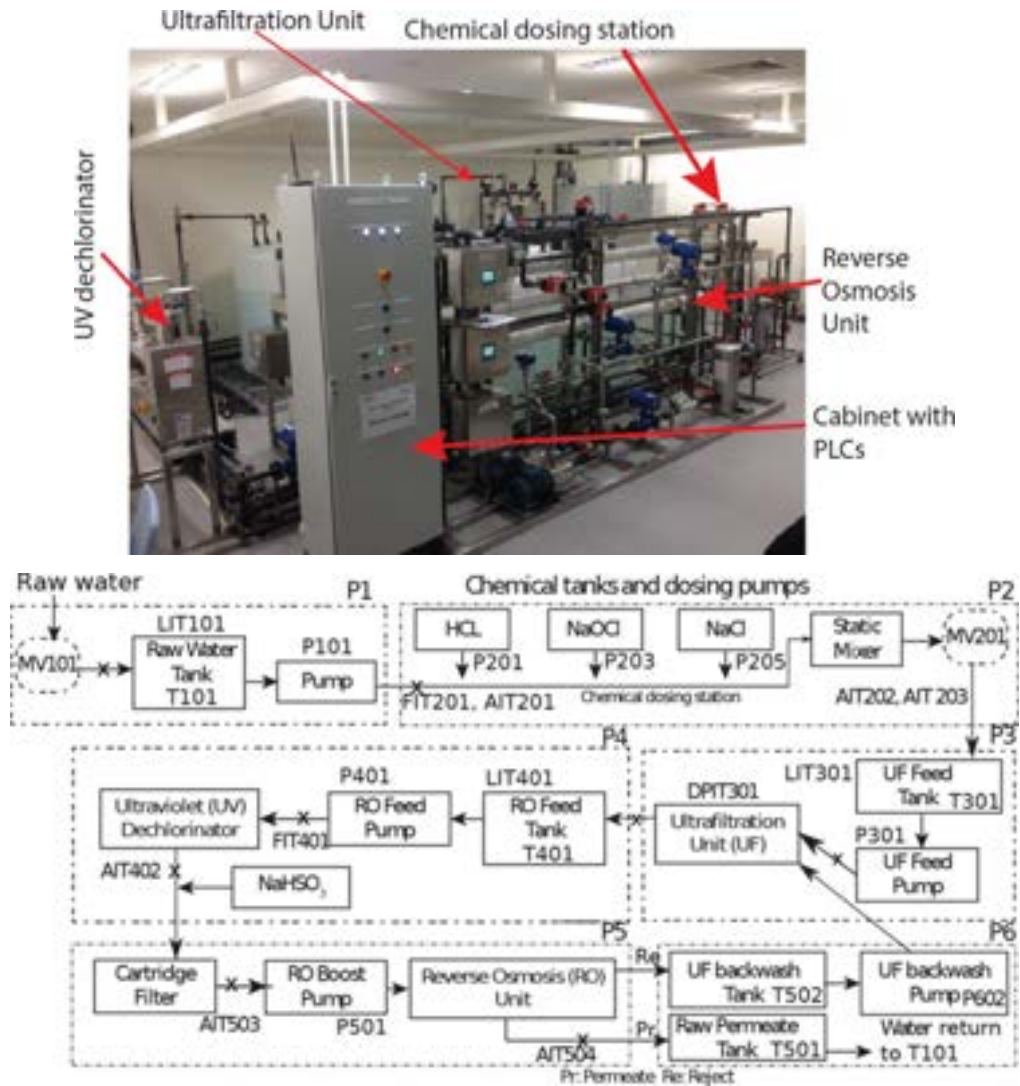 Ultrafiltration Unit
Chemical dosing station
UV dechlorinator
Reverse
Osmosis
Unit
Cabinet with
PLCs
Raw water
P1
Chemical tanks and dosing pumps
P2
MV101
LIT101
Raw Water
Tank
T101
P101
Pump
HCL
NaOCl
NaCl
P201
P203
P205
Static
Mixer
MV201
FIT201, AIT201
Chemical dosing station
AIT202, AIT 203
P4
P3
Ultraviolet (UV)
Dechlorinator
P401
RO Feed
Pump
FIT401
LIT401
RO Feed
Tank
T401
DPIT301
Ultrafiltration
Unit (UF)
LIT301
UF Feed
Tank T301
P301
UF Feed
Pump
AIT402
NaHSO3
P5
P6
Cartridge
Filter
AIT503
RO Boost
Pump
P501
Reverse Osmosis (RO)
Unit
AIT504
Re
Pr
UF backwash
Tank T502
UF backwash
Pump P602
Raw Permeate
Tank T501
Water return
to T101
Pr: Permeate Re: Reject